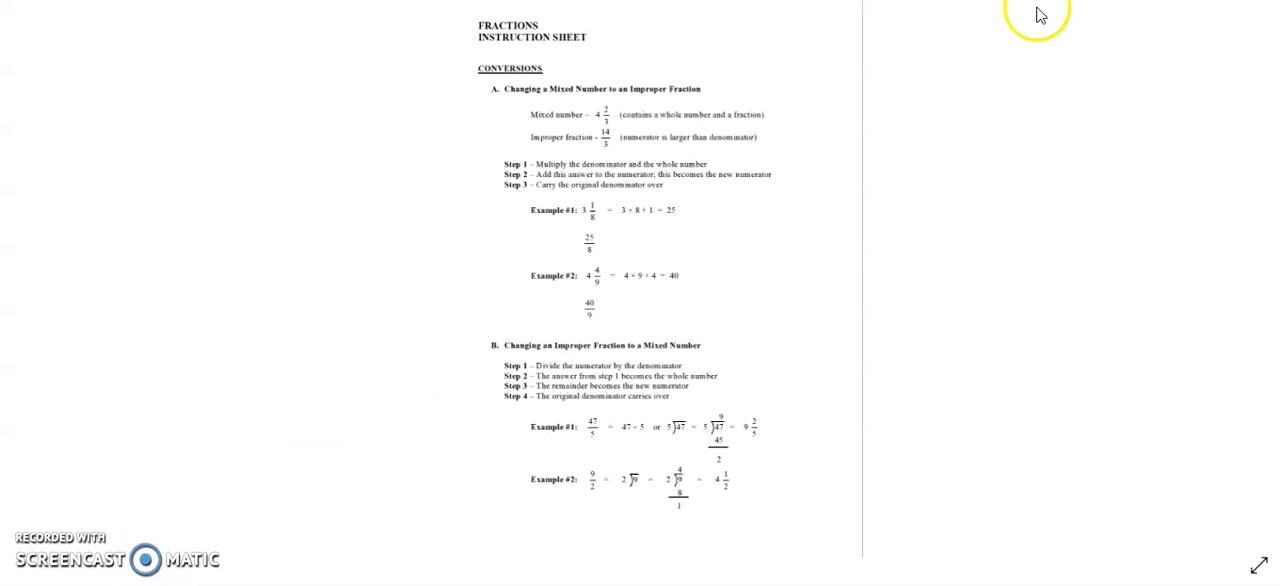 FRACTIONS
INSTRUCTION SHEET
CONVERSIONS
A. Changing a Mixed Number to an Improper Fraction
Mixed number – 4 2/3 (contains a whole number and a fraction)
Improper fraction - 14/3 (numerator is larger than denominator)
Step 1 – Multiply the denominator and the whole number
Step 2 – Add this answer to the numerator; this becomes the new numerator
Step 3 – Carry the original denominator over
Example #1: 3 1/8 = 3 × 8 + 1 = 25
25/8
Example #2: 4 4/9 = 4 × 9 + 4 = 40
40/9
B. Changing an Improper Fraction to a Mixed Number
Step 1 – Divide the numerator by the denominator
Step 2 – The answer from step 1 becomes the whole number
Step 3 – The remainder becomes the new numerator
Step 4 – The original denominator carries over
Example #1: 47/5 = 47 ÷ 5 or 5)47 = 5)47 = 9 2/5
9
45
2
Example #2: 9/2 = 2)9 = 2)9 = 4 1/2
4
8
1
RECORDED WITH
SCREENCAST MATIC